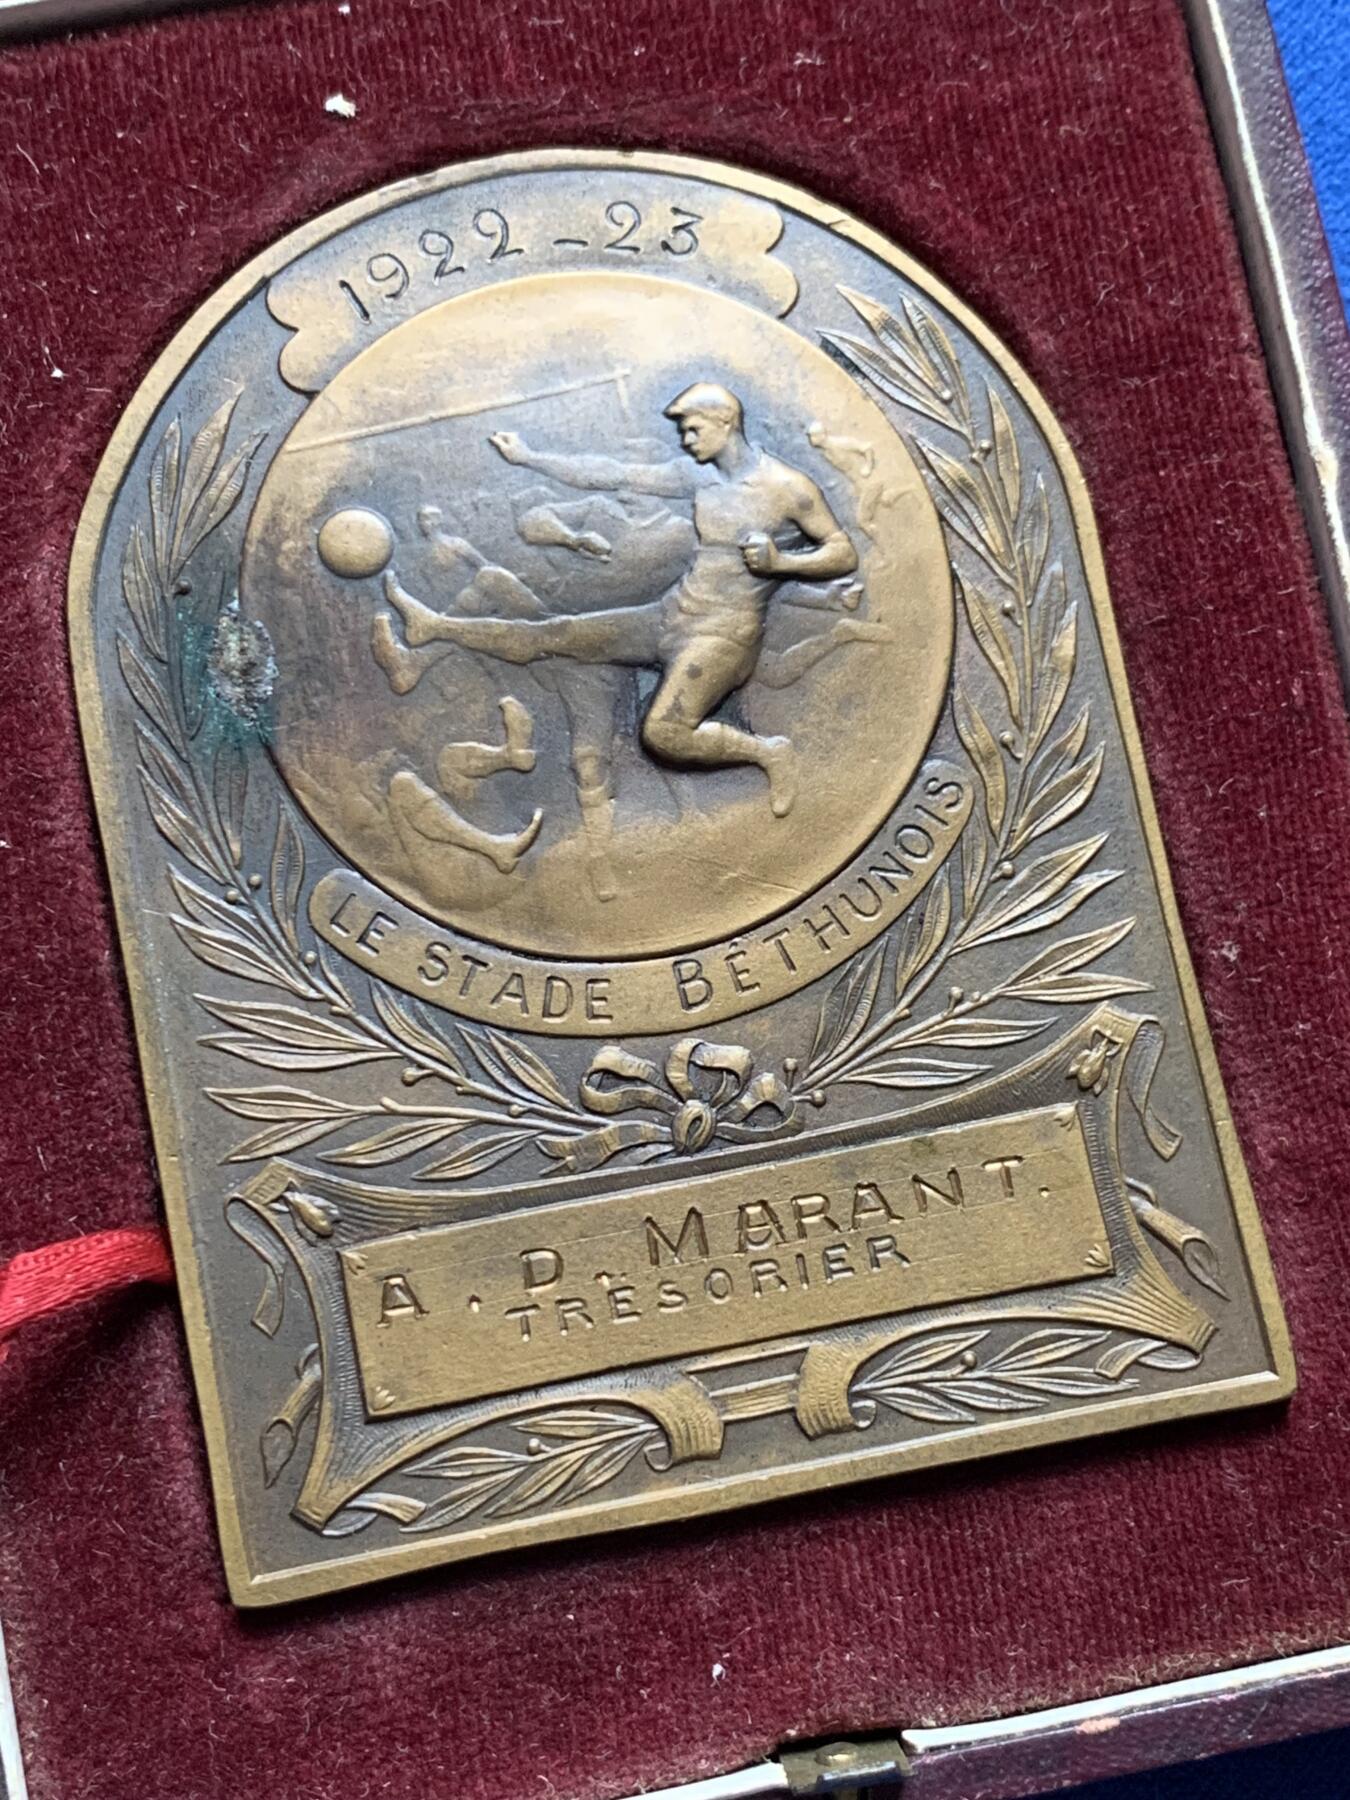 1922-23
LE STADE BÉTHUNOIS
A. D. MARANT.
TRÉSORIER